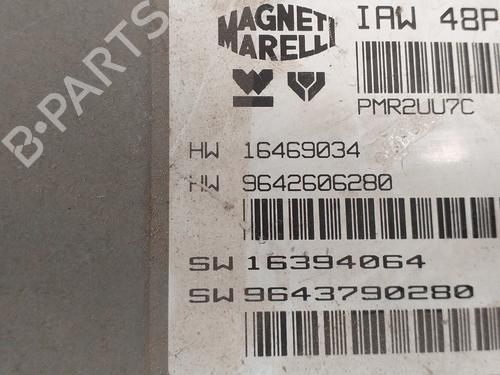 MAGNETI MARELLI
IAW 48P
PMR2UU7C
HW 16469034
HW 9642606280
SW 16394064
SW 9643790280
B-PARTS